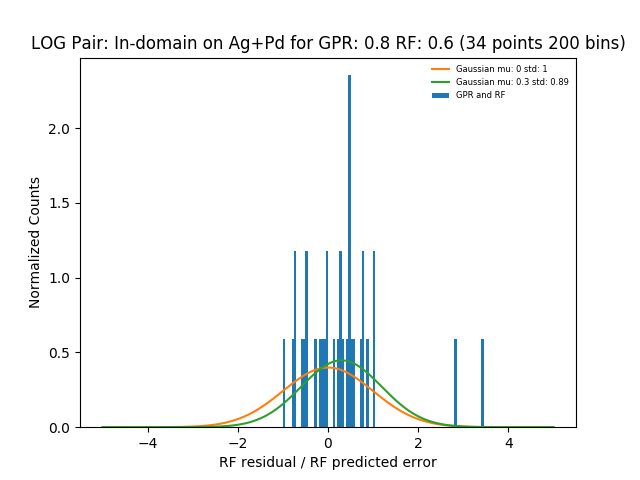 LOG Pair: In-domain on Ag+Pd for GPR: 0.8 RF: 0.6 (34 points 200 bins)
Gaussian mu: 0 std: 1
Gaussian mu: 0.3 std: 0.89
GPR and RF
Normalized Counts
2.0
1.5
1.0
0.5
0.0
−4
−2
0
2
4
RF residual / RF predicted error